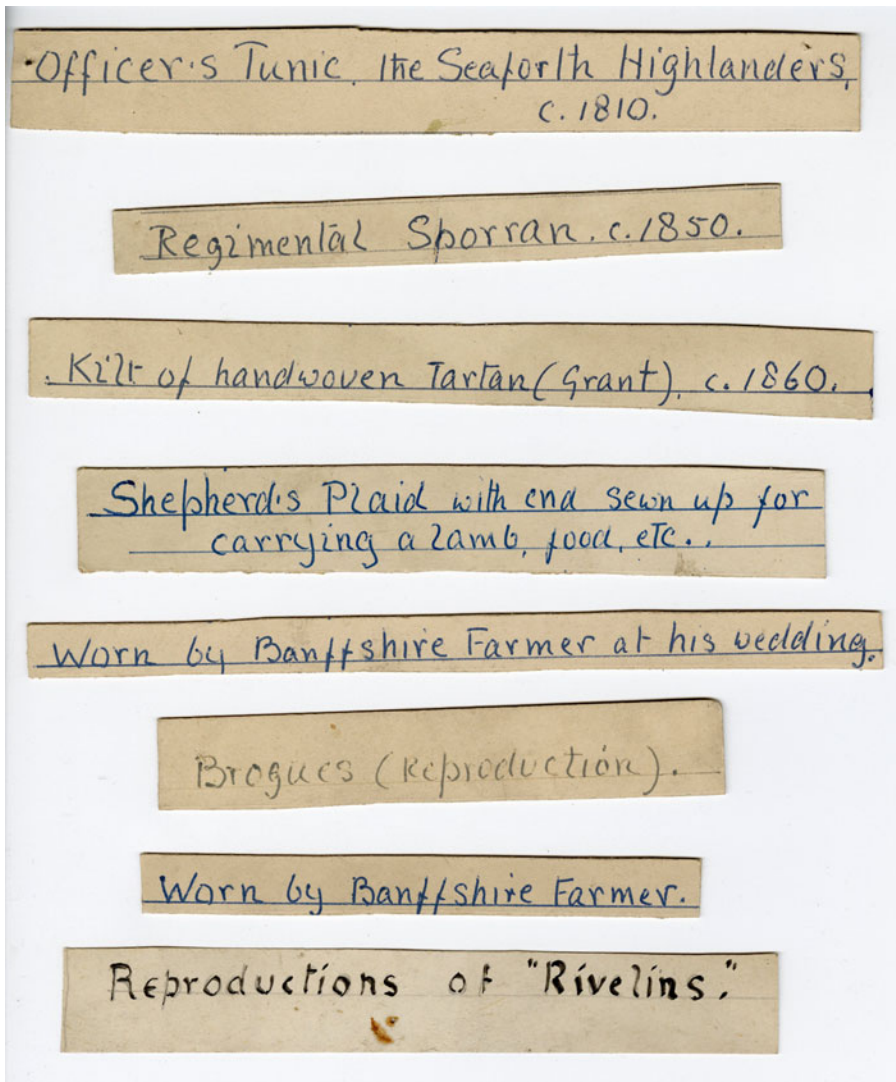 Officer's Tunic. the Seaforth Highlanders,
c. 1810.
Regimental Sporran. c. 1850.
Kilt of handwoven Tartan (Grant), c. 1860.
Shepherd's Plaid with end sewn up for
carrying a lamb, food, etc..
Worn by Banffshire Farmer at his wedding.
Brogues (Reproduction).
Worn by Banffshire Farmer.
Reproductions of "Rivelins."